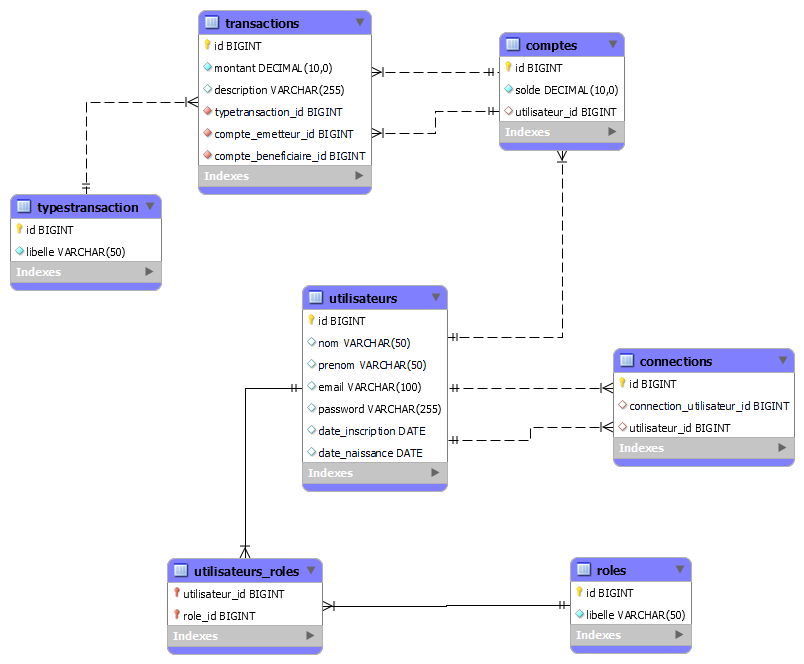 transactions
id BIGINT
montant DECIMAL(10,0)
description VARCHAR(255)
typetransaction_id BIGINT
compte_emetteur_id BIGINT
compte_beneficiaire_id BIGINT
Indexes
comptes
id BIGINT
solde DECIMAL(10,0)
utilisateur_id BIGINT
Indexes
typestransaction
id BIGINT
libelle VARCHAR(50)
Indexes
utilisateurs
id BIGINT
nom VARCHAR(50)
prenom VARCHAR(50)
email VARCHAR(100)
password VARCHAR(255)
date_inscription DATE
date_naissance DATE
Indexes
connections
id BIGINT
connection_utilisateur_id BIGINT
utilisateur_id BIGINT
Indexes
utilisateurs_roles
utilisateur_id BIGINT
role_id BIGINT
Indexes
roles
id BIGINT
libelle VARCHAR(50)
Indexes